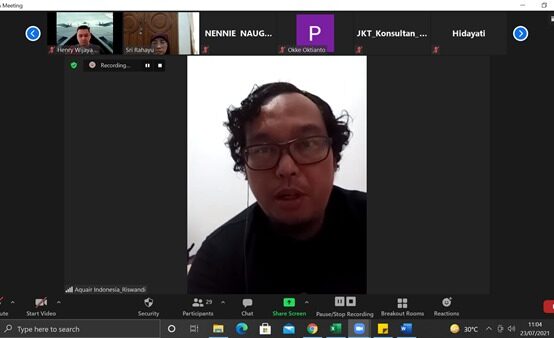 Meeting
Henry Wijaya...
Sri Rahayu
NENNIE NAUG...
P
Okke Oktianto
JKT_Konsultan_...
Hidayati
Recording...
Aquair Indonesia_Riswandi
ute
Start Video
Security
Participants
29
Chat
Share Screen
Pause/Stop Recording
Breakout Rooms
Reactions
Type here to search
30°C
11:04
23/07/2021